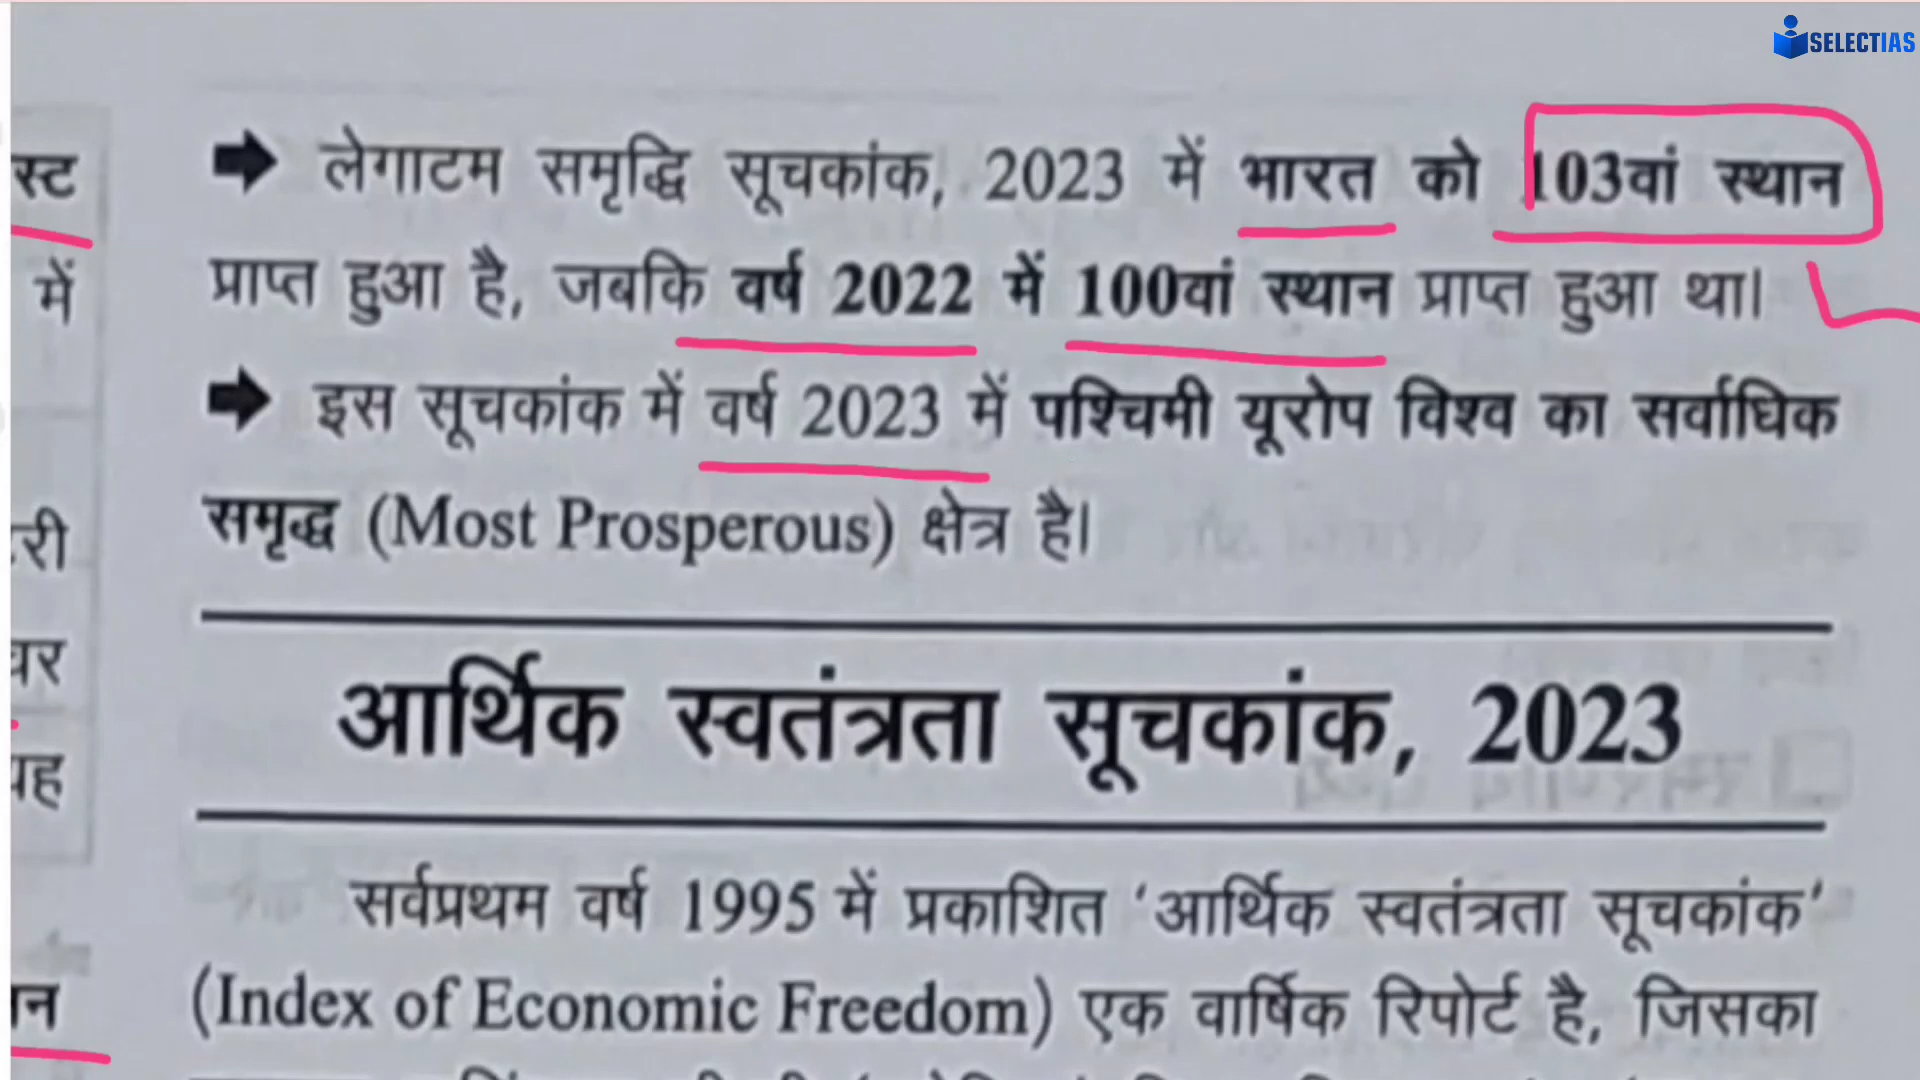 SELECTIAS
➡ लेगाटम समृद्धि सूचकांक, 2023 में भारत को 103वां स्थान
प्राप्त हुआ है, जबकि वर्ष 2022 में 100वां स्थान प्राप्त हुआ था।
➡ इस सूचकांक में वर्ष 2023 में पश्चिमी यूरोप विश्व का सर्वाधिक
समृद्ध (Most Prosperous) क्षेत्र है।
आर्थिक स्वतंत्रता सूचकांक, 2023
सर्वप्रथम वर्ष 1995 में प्रकाशित ‘आर्थिक स्वतंत्रता सूचकांक’
(Index of Economic Freedom) एक वार्षिक रिपोर्ट है, जिसका
स्ट
में
री
पर
यह
न